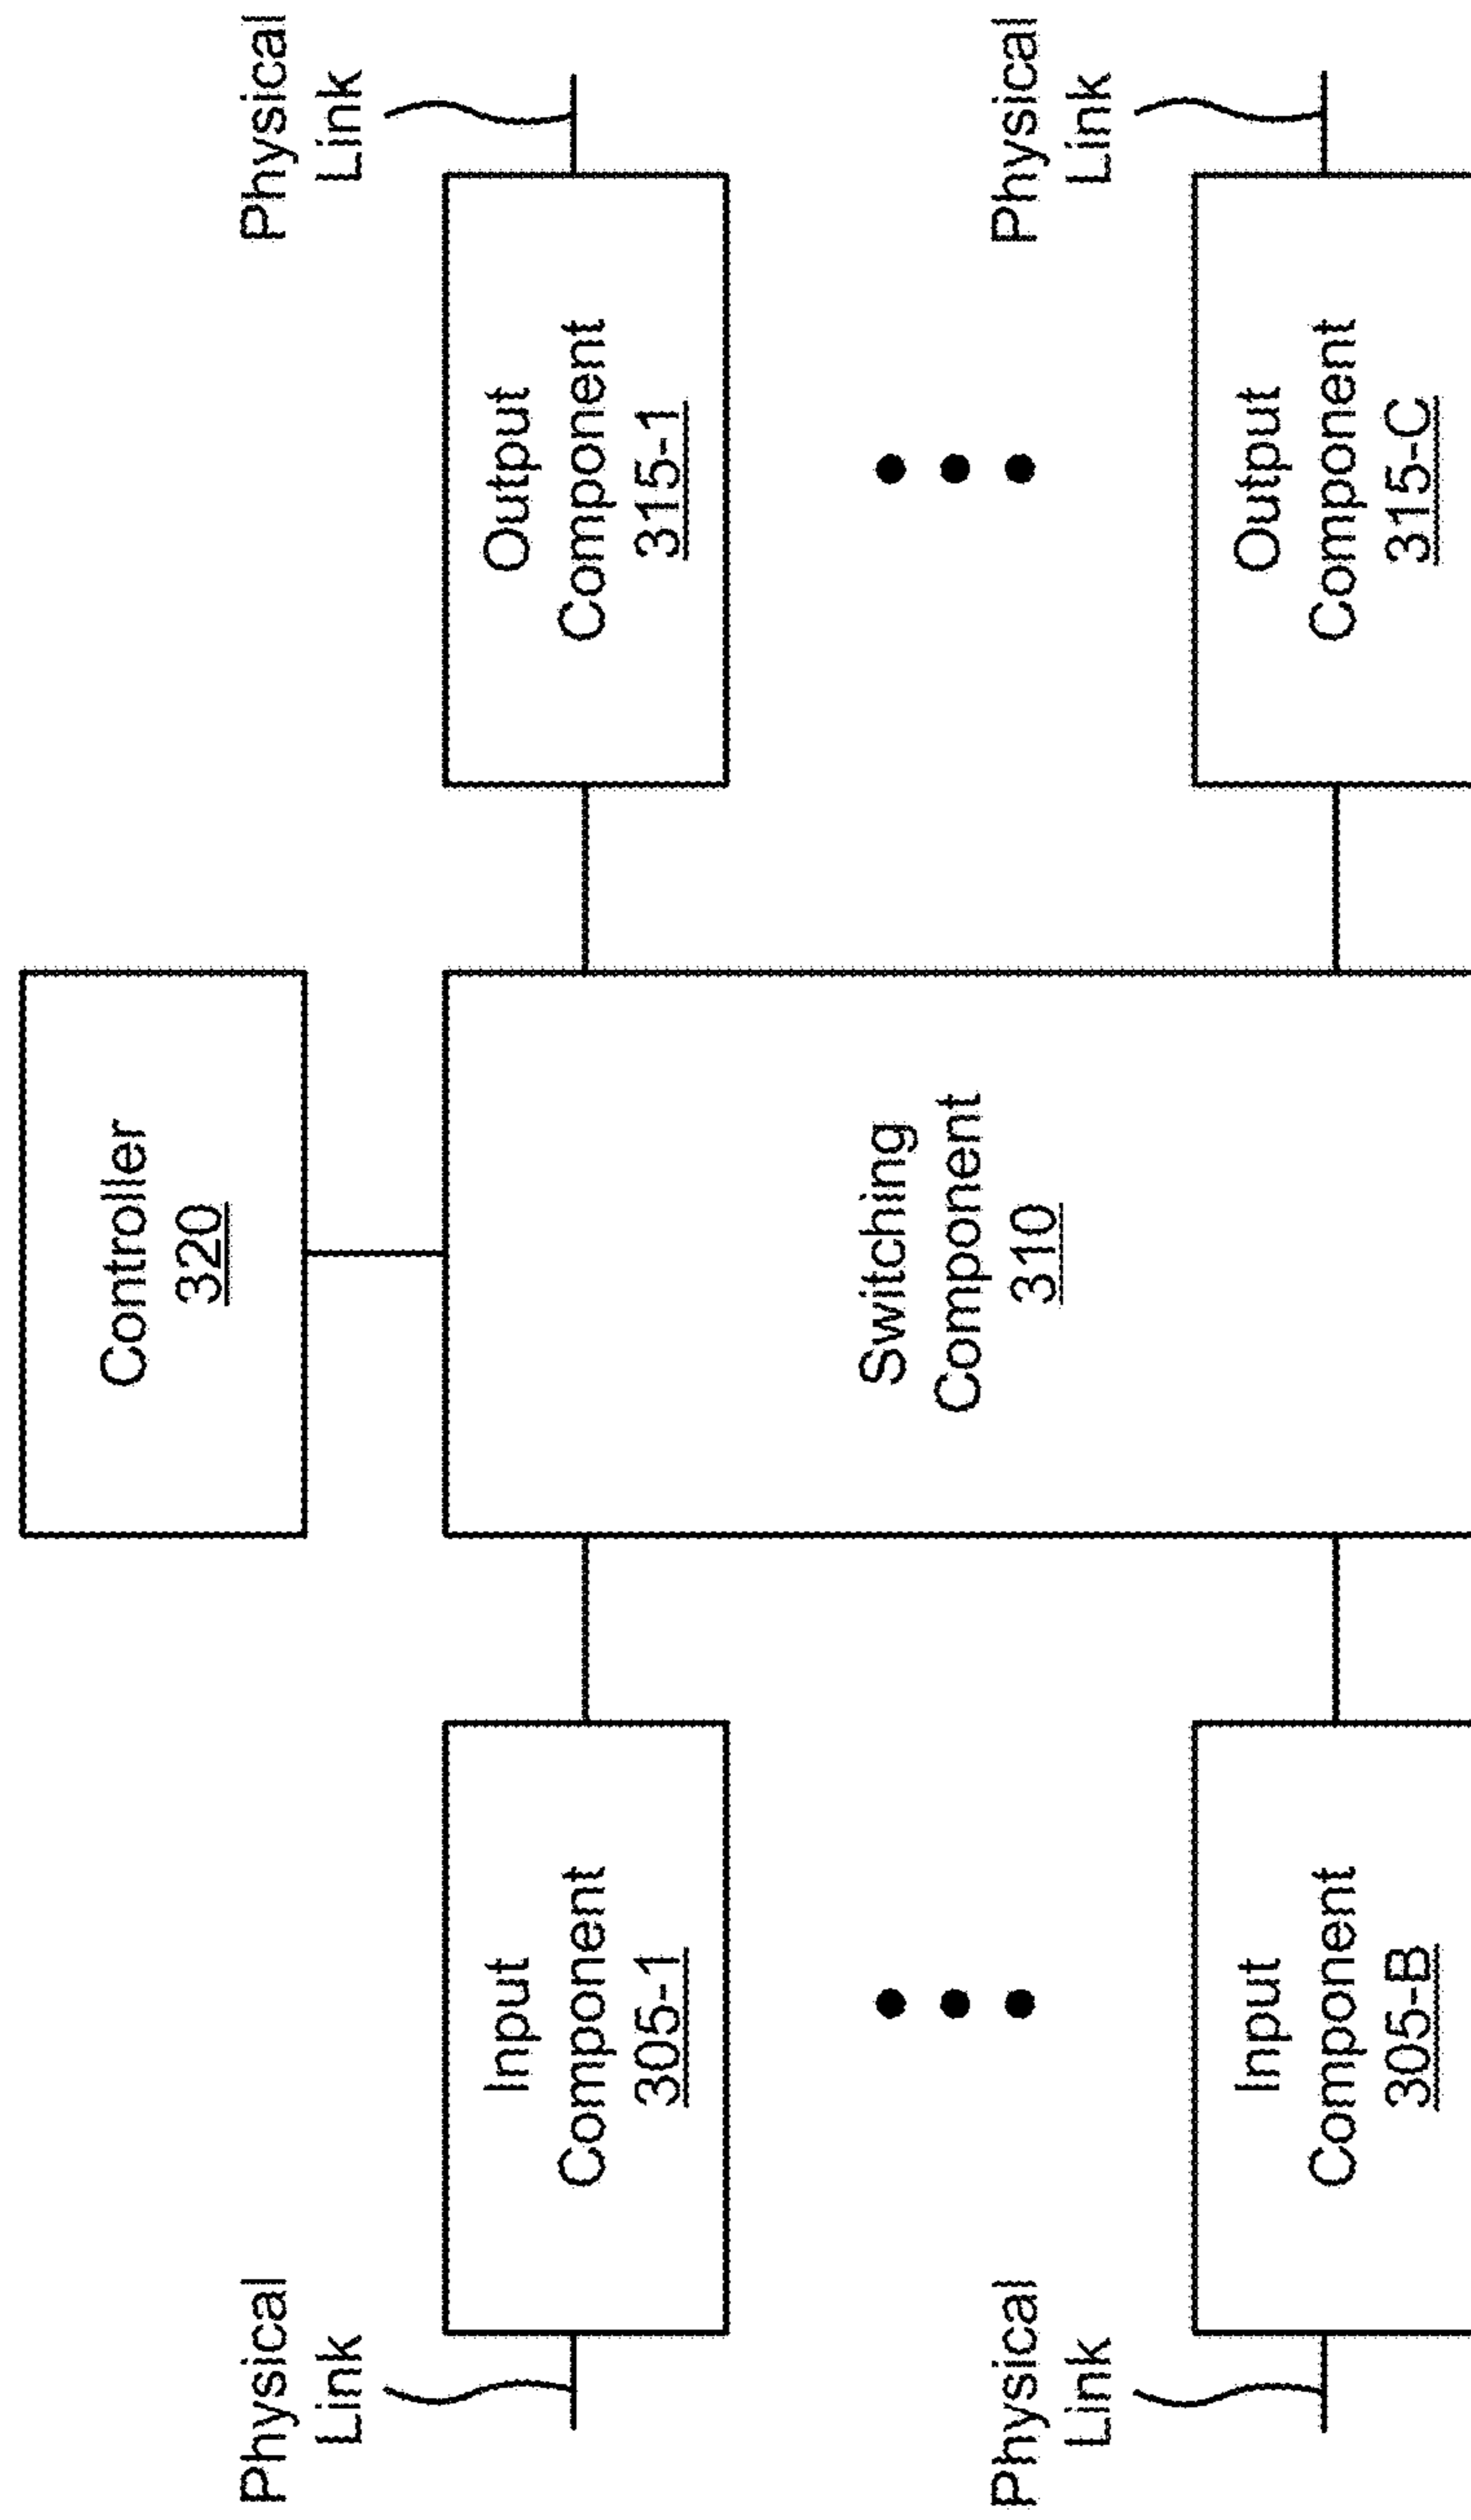 Controller
320
Physical
Link
Input
Component
305-1
Switching
Component
310
Output
Component
315-1
Physical
Link
Physical
Link
Input
Component
305-B
Output
Component
315-C
Physical
Link